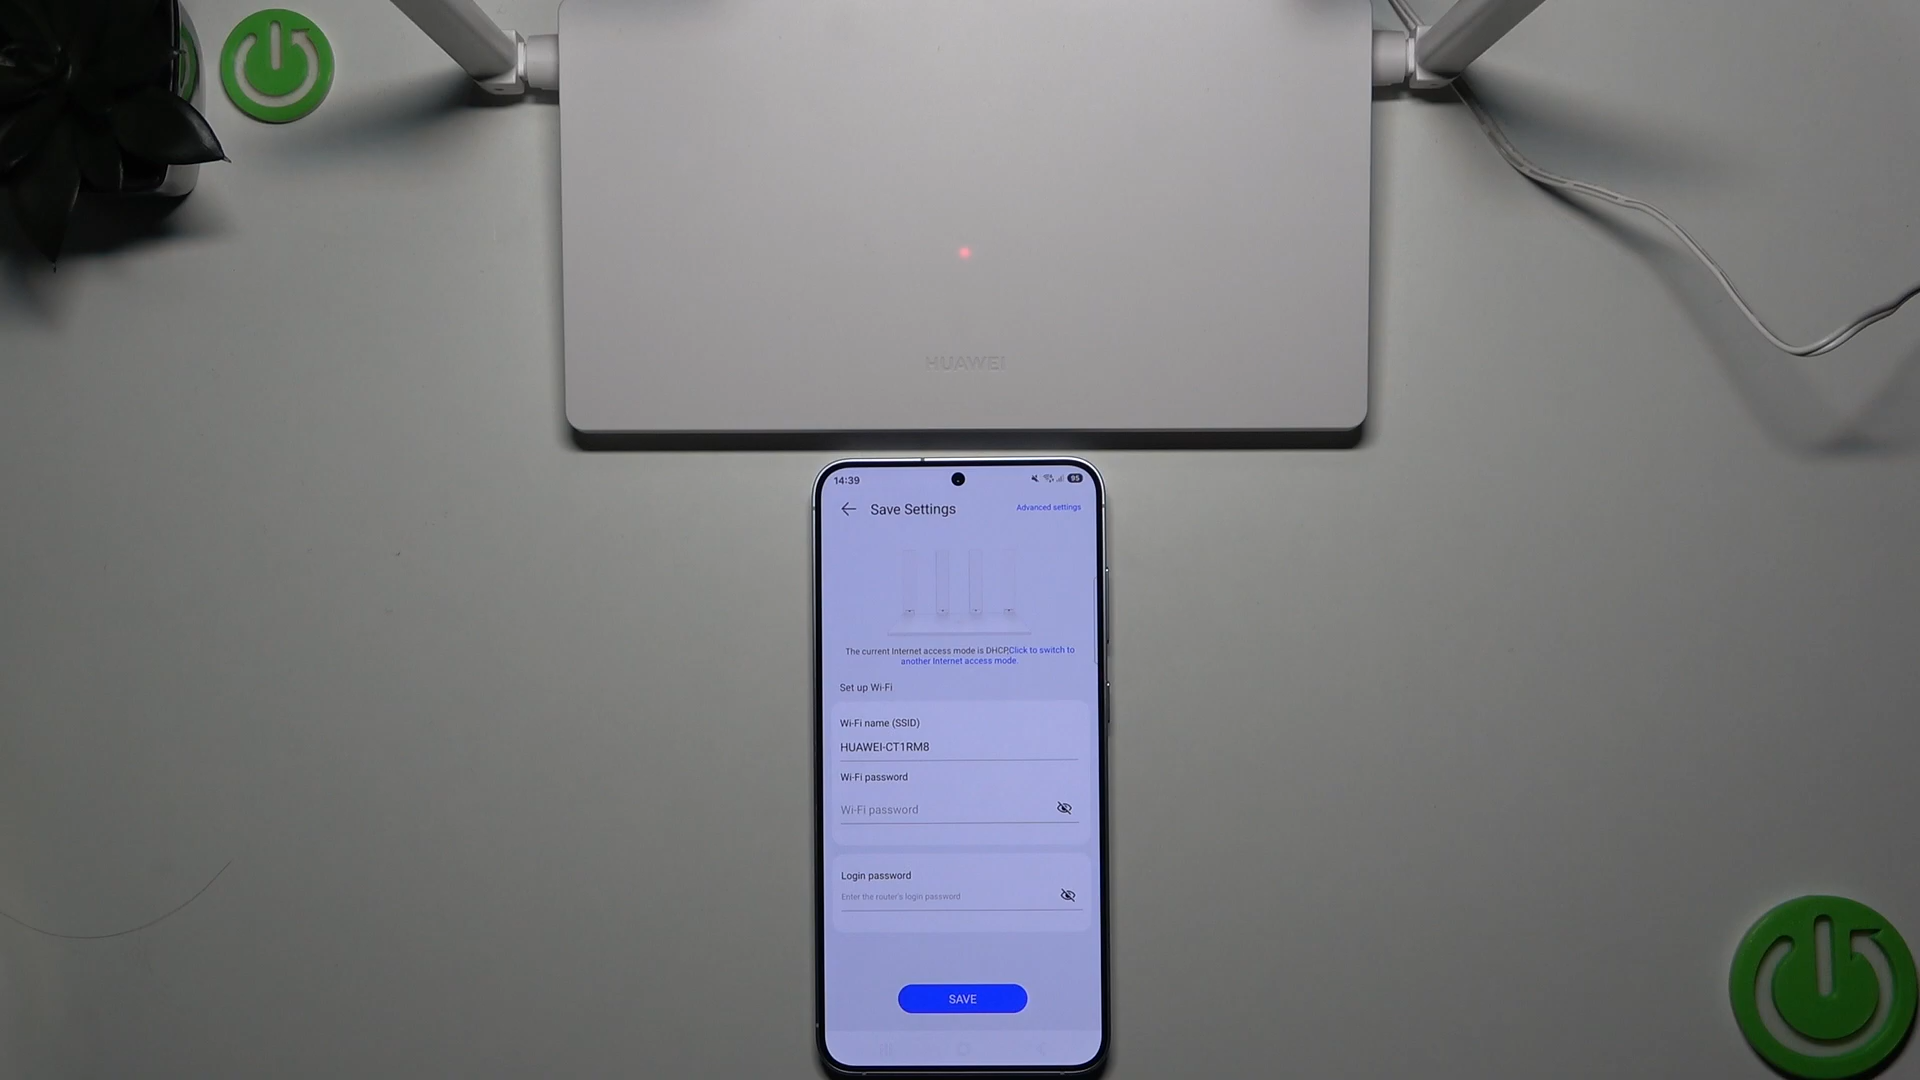 HUAWEI
14:39
95
Save Settings
Advanced settings
The current Internet access mode is DHCP,Click to switch to
another Internet access mode.
Set up Wi-Fi
Wi-Fi name (SSID)
HUAWEI-CT1RM8
Wi-Fi password
Wi-Fi password
Login password
Enter the router's login password
SAVE